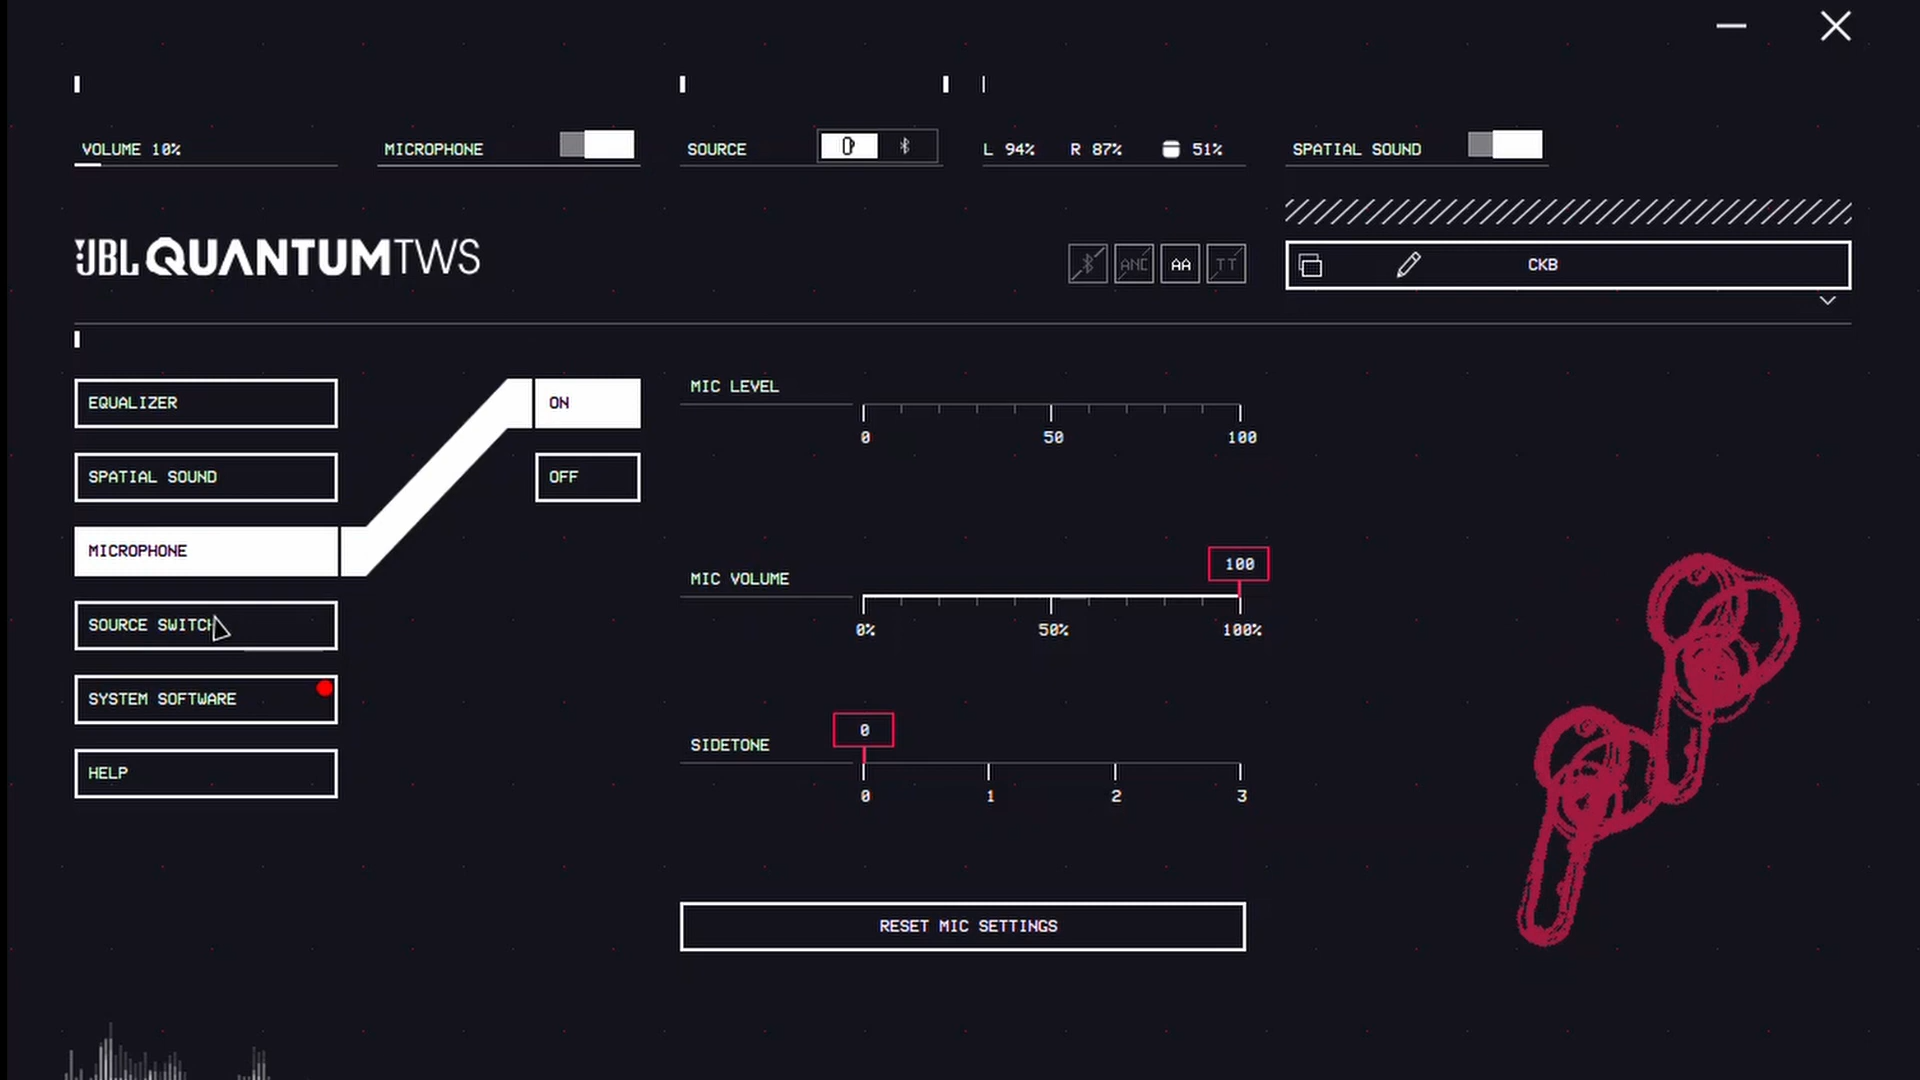 VOLUME 10%
MICROPHONE
SOURCE
L 94%
R 87%
51%
SPATIAL SOUND
JBL QUANTUMTWS
ANC
AA
TT
CKB
EQUALIZER
SPATIAL SOUND
MICROPHONE
SOURCE SWITCH
SYSTEM SOFTWARE
HELP
ON
OFF
MIC LEVEL
0 50 100
100
MIC VOLUME
0% 50% 100%
0
SIDETONE
0 1 2 3
RESET MIC SETTINGS